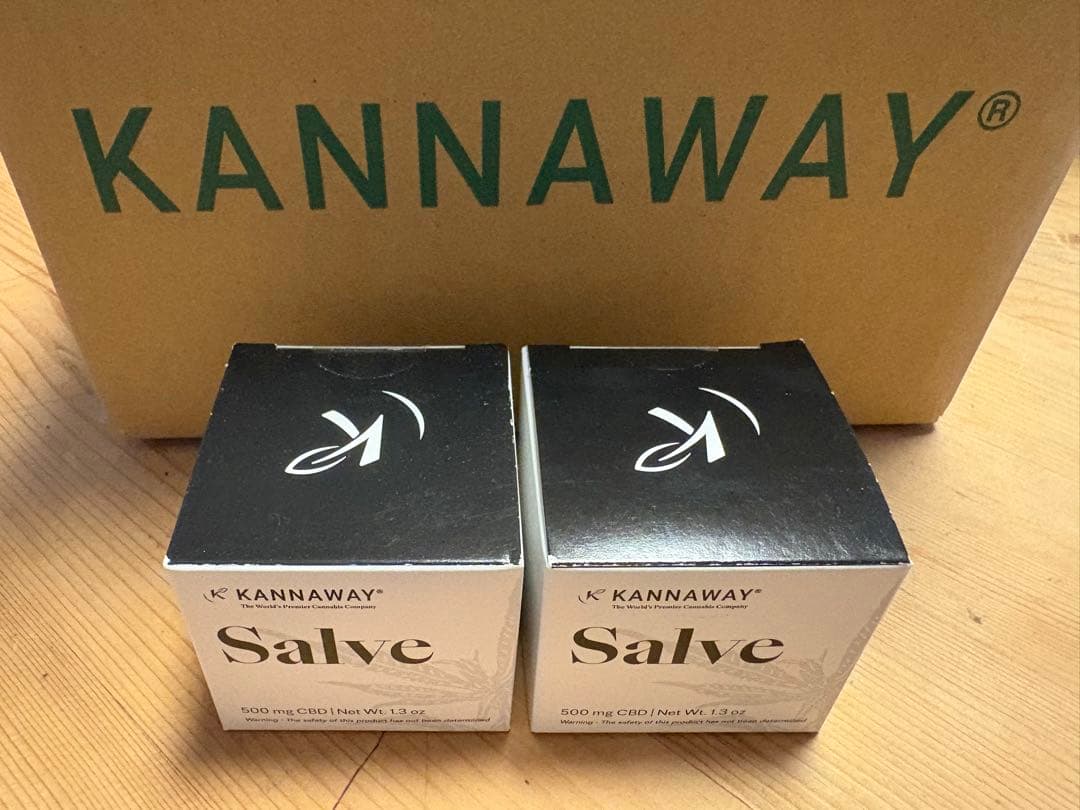 KANNAWAY®
KANNAWAY®
The World's Premier Cannabis Company
Salve
500 mg CBD | Net Wt. 1.3 oz
Warning - The safety of this product has not been determined
KANNAWAY®
The World's Premier Cannabis Company
Salve
500 mg CBD | Net Wt. 1.3 oz
Warning - The safety of this product has not been determined